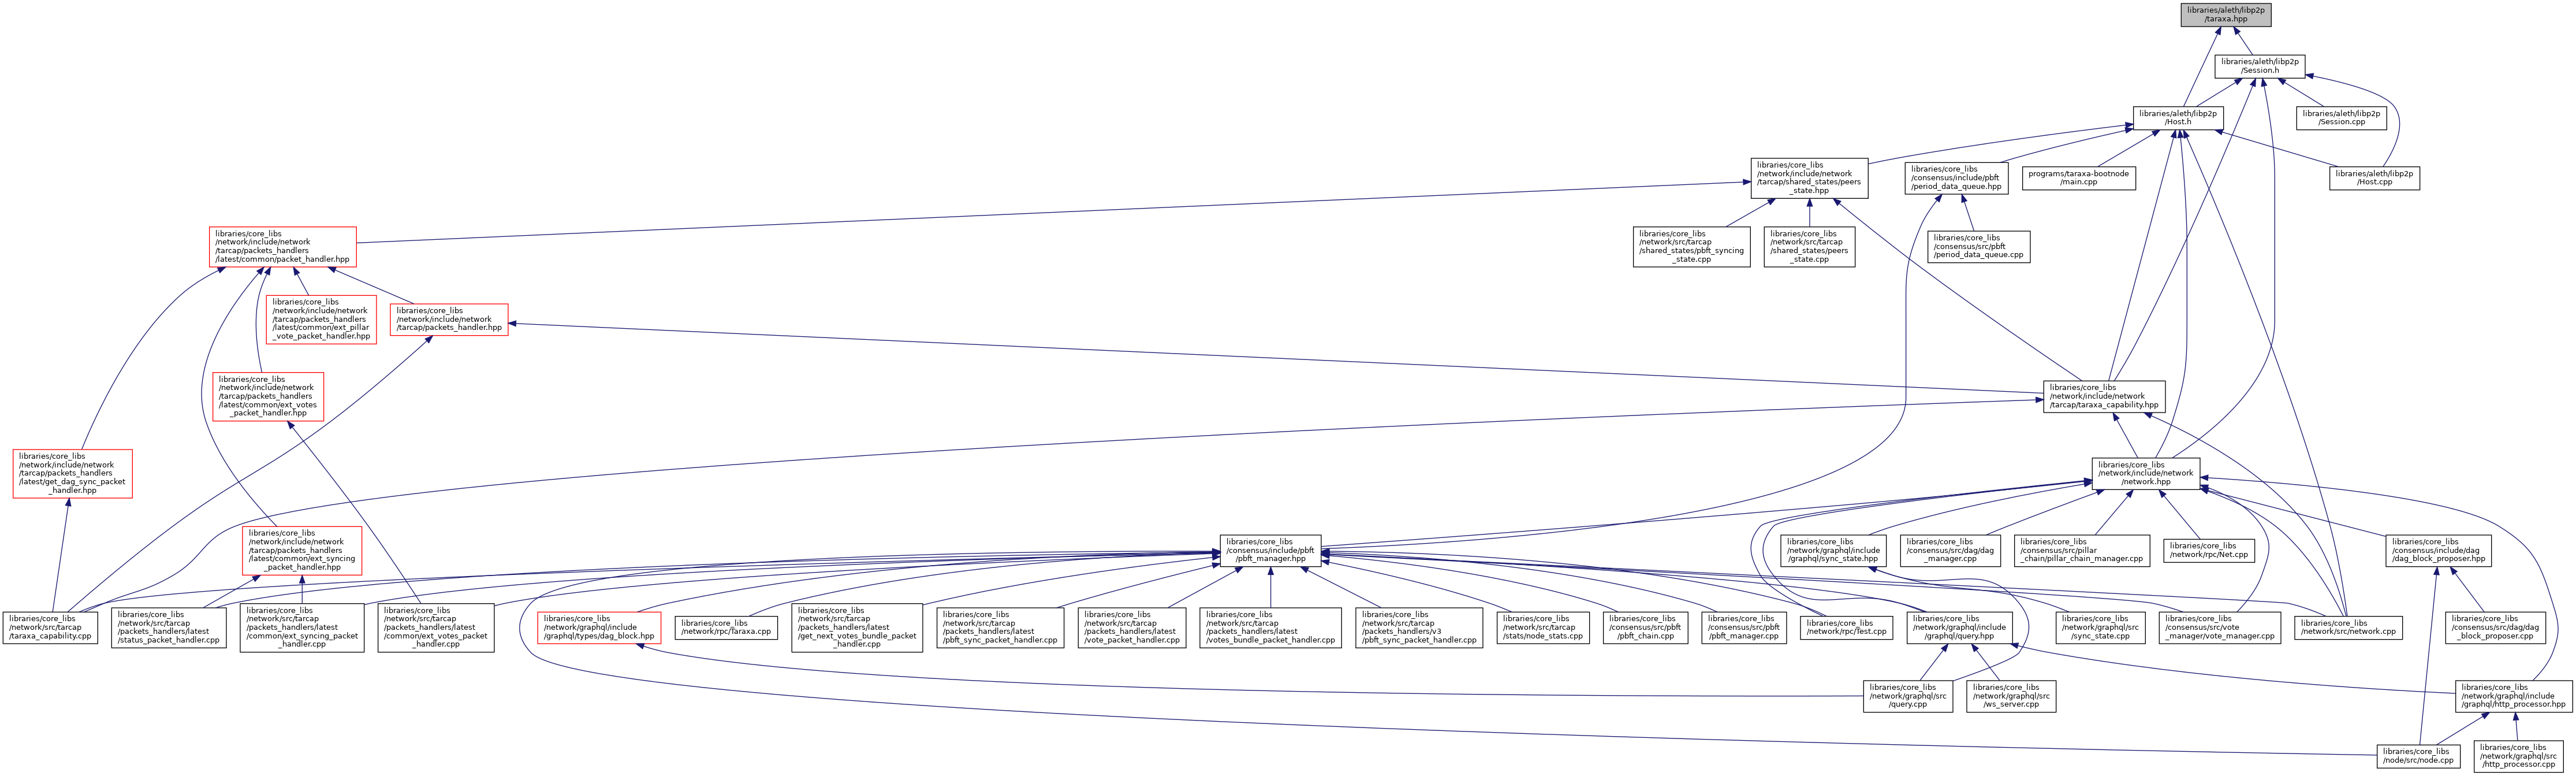 libraries/aleth/libp2p
/taraxa.hpp
libraries/aleth/libp2p
/Session.h
libraries/aleth/libp2p
/Host.h
libraries/aleth/libp2p
/Session.cpp
libraries/core_libs
/network/include/network
/tarcap/shared_states/peers
_state.hpp
libraries/core_libs
/consensus/include/pbft
/period_data_queue.hpp
programs/taraxa-bootnode
/main.cpp
libraries/aleth/libp2p
/Host.cpp
libraries/core_libs
/network/include/network
/tarcap/packets_handlers
/latest/common/packet_handler.hpp
libraries/core_libs
/network/src/tarcap
/shared_states/pbft_syncing
_state.cpp
libraries/core_libs
/network/src/tarcap
/shared_states/peers
_state.cpp
libraries/core_libs
/consensus/src/pbft
/period_data_queue.cpp
libraries/core_libs
/network/include/network
/tarcap/packets_handlers
/latest/common/ext_pillar
_vote_packet_handler.hpp
libraries/core_libs
/network/include/network
/tarcap/packets_handler.hpp
libraries/core_libs
/network/include/network
/tarcap/packets_handlers
/latest/common/ext_votes
_packet_handler.hpp
libraries/core_libs
/network/include/network
/tarcap/taraxa_capability.hpp
libraries/core_libs
/network/include/network
/tarcap/packets_handlers
/latest/get_dag_sync_packet
_handler.hpp
libraries/core_libs
/network/include/network
/network.hpp
libraries/core_libs
/network/include/network
/tarcap/packets_handlers
/latest/common/ext_syncing
_packet_handler.hpp
libraries/core_libs
/consensus/include/pbft
/pbft_manager.hpp
libraries/core_libs
/network/graphql/include
/graphql/sync_state.hpp
libraries/core_libs
/consensus/src/dag/dag
_manager.cpp
libraries/core_libs
/consensus/src/pillar
_chain/pillar_chain_manager.cpp
libraries/core_libs
/network/rpc/Net.cpp
libraries/core_libs
/consensus/include/dag
/dag_block_proposer.hpp
libraries/core_libs
/network/src/tarcap
/taraxa_capability.cpp
libraries/core_libs
/network/src/tarcap
/packets_handlers/latest
/status_packet_handler.cpp
libraries/core_libs
/network/src/tarcap
/packets_handlers/latest
/common/ext_syncing_packet
_handler.cpp
libraries/core_libs
/network/src/tarcap
/packets_handlers/latest
/common/ext_votes_packet
_handler.cpp
libraries/core_libs
/network/graphql/include
/graphql/types/dag_block.hpp
libraries/core_libs
/network/rpc/Taraxa.cpp
libraries/core_libs
/network/src/tarcap
/packets_handlers/latest
/get_next_votes_bundle_packet
_handler.cpp
libraries/core_libs
/network/src/tarcap
/packets_handlers/latest
/pbft_sync_packet_handler.cpp
libraries/core_libs
/network/src/tarcap
/packets_handlers/latest
/vote_packet_handler.cpp
libraries/core_libs
/network/src/tarcap
/packets_handlers/latest
/votes_bundle_packet_handler.cpp
libraries/core_libs
/network/src/tarcap
/packets_handlers/v3
/pbft_sync_packet_handler.cpp
libraries/core_libs
/network/src/tarcap
/stats/node_stats.cpp
libraries/core_libs
/consensus/src/pbft
/pbft_chain.cpp
libraries/core_libs
/consensus/src/pbft
/pbft_manager.cpp
libraries/core_libs
/network/rpc/Test.cpp
libraries/core_libs
/network/graphql/include
/graphql/query.hpp
libraries/core_libs
/network/graphql/src
/sync_state.cpp
libraries/core_libs
/consensus/src/vote
_manager/vote_manager.cpp
libraries/core_libs
/network/src/network.cpp
libraries/core_libs
/consensus/src/dag/dag
_block_proposer.cpp
libraries/core_libs
/network/graphql/src
/query.cpp
libraries/core_libs
/network/graphql/src
/ws_server.cpp
libraries/core_libs
/network/graphql/include
/graphql/http_processor.hpp
libraries/core_libs
/node/src/node.cpp
libraries/core_libs
/network/graphql/src
/http_processor.cpp